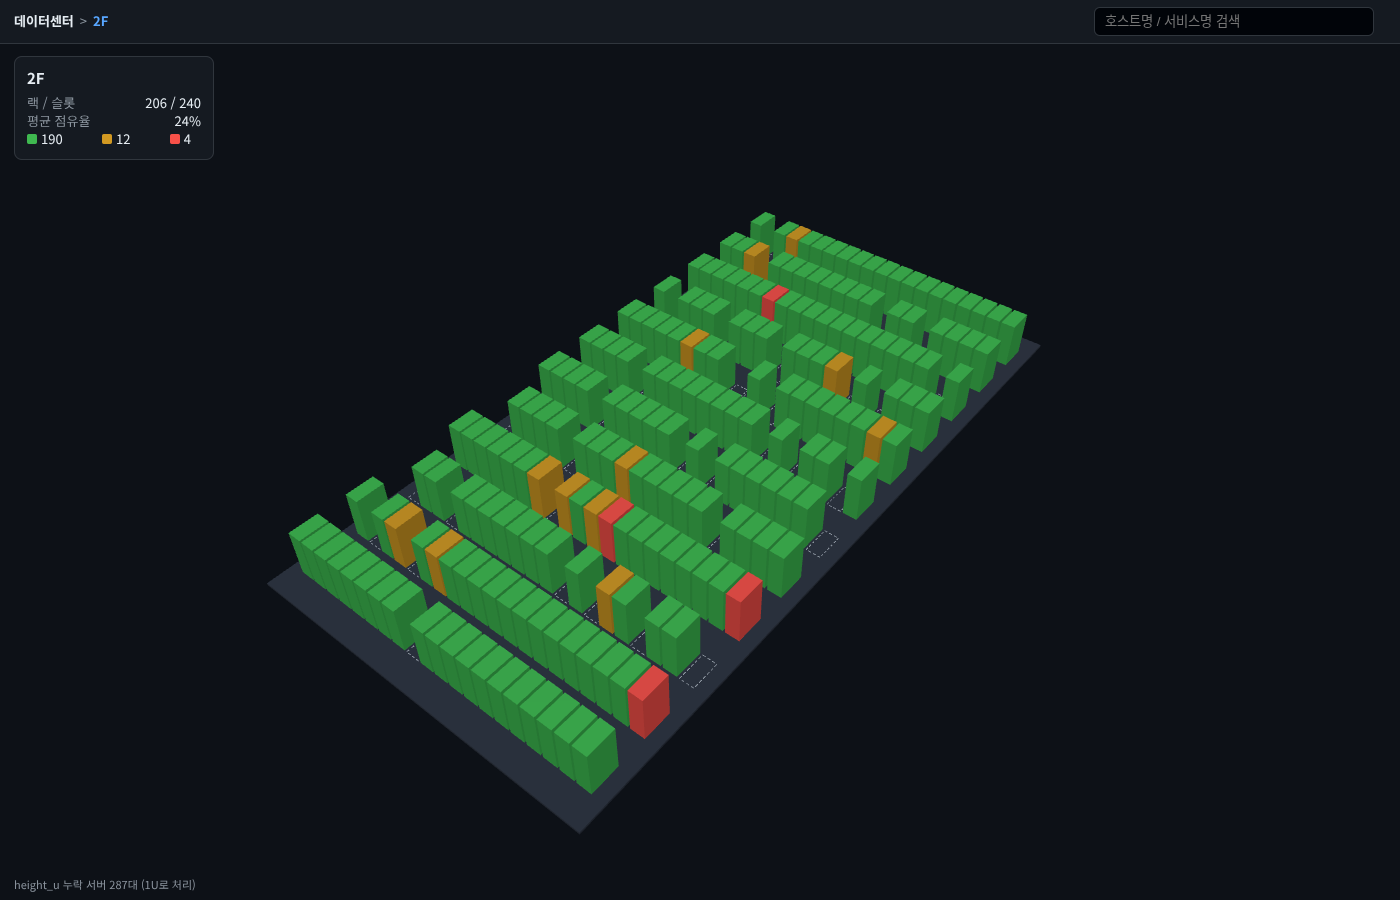 데이터센터 > 2F
호스트명 / 서비스명 검색
2F
랙 / 슬롯 206 / 240
평균 점유율 24%
190 12 4
height_u 누락 서버 287대 (1U로 처리)